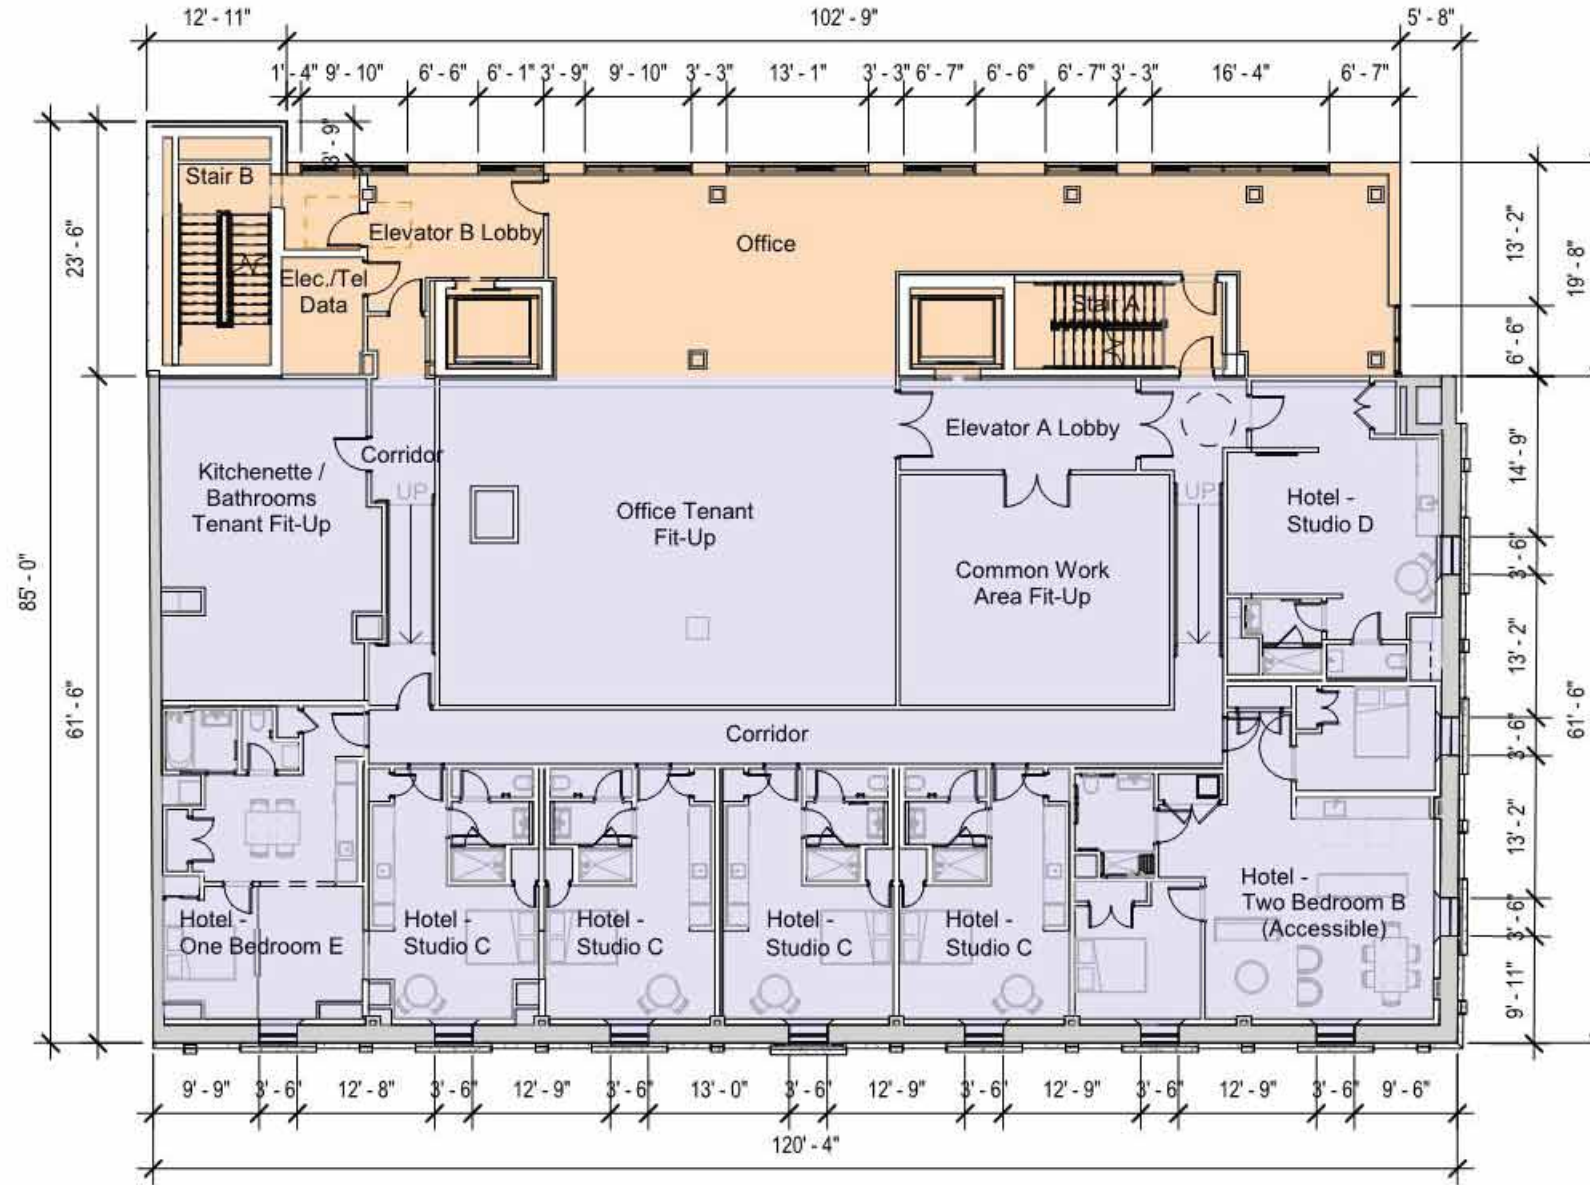 12' - 11"
102' - 9"
5' - 8"
1' - 4"
9' - 10"
6' - 6"
6' - 1"
3' - 9"
9' - 10"
3' - 3"
13' - 1"
3' - 3"
6' - 7"
6' - 6"
6' - 7"
3' - 3"
16' - 4"
6' - 7"
Stair B
Elevator B Lobby
Office
Elec./Tel
Data
Stair A
23' - 6"
85' - 0"
61' - 6"
13' - 2"
19' - 8"
6' - 6"
Corridor
UP
Kitchenette /
Bathrooms
Tenant Fit-Up
Office Tenant
Fit-Up
Elevator A Lobby
UP
Common Work
Area Fit-Up
Hotel -
Studio D
14' - 9"
3' - 6"
13' - 2"
61' - 6"
3' - 6"
13' - 2"
3' - 6"
9' - 11"
Corridor
Hotel -
One Bedroom E
Hotel -
Studio C
Hotel -
Studio C
Hotel -
Studio C
Hotel -
Studio C
Hotel -
Two Bedroom B
(Accessible)
9' - 9"
3' - 6"
12' - 8"
3' - 6"
12' - 9"
3' - 6"
13' - 0"
3' - 6"
12' - 9"
3' - 6"
12' - 9"
3' - 6"
12' - 9"
3' - 6"
9' - 6"
120' - 4"